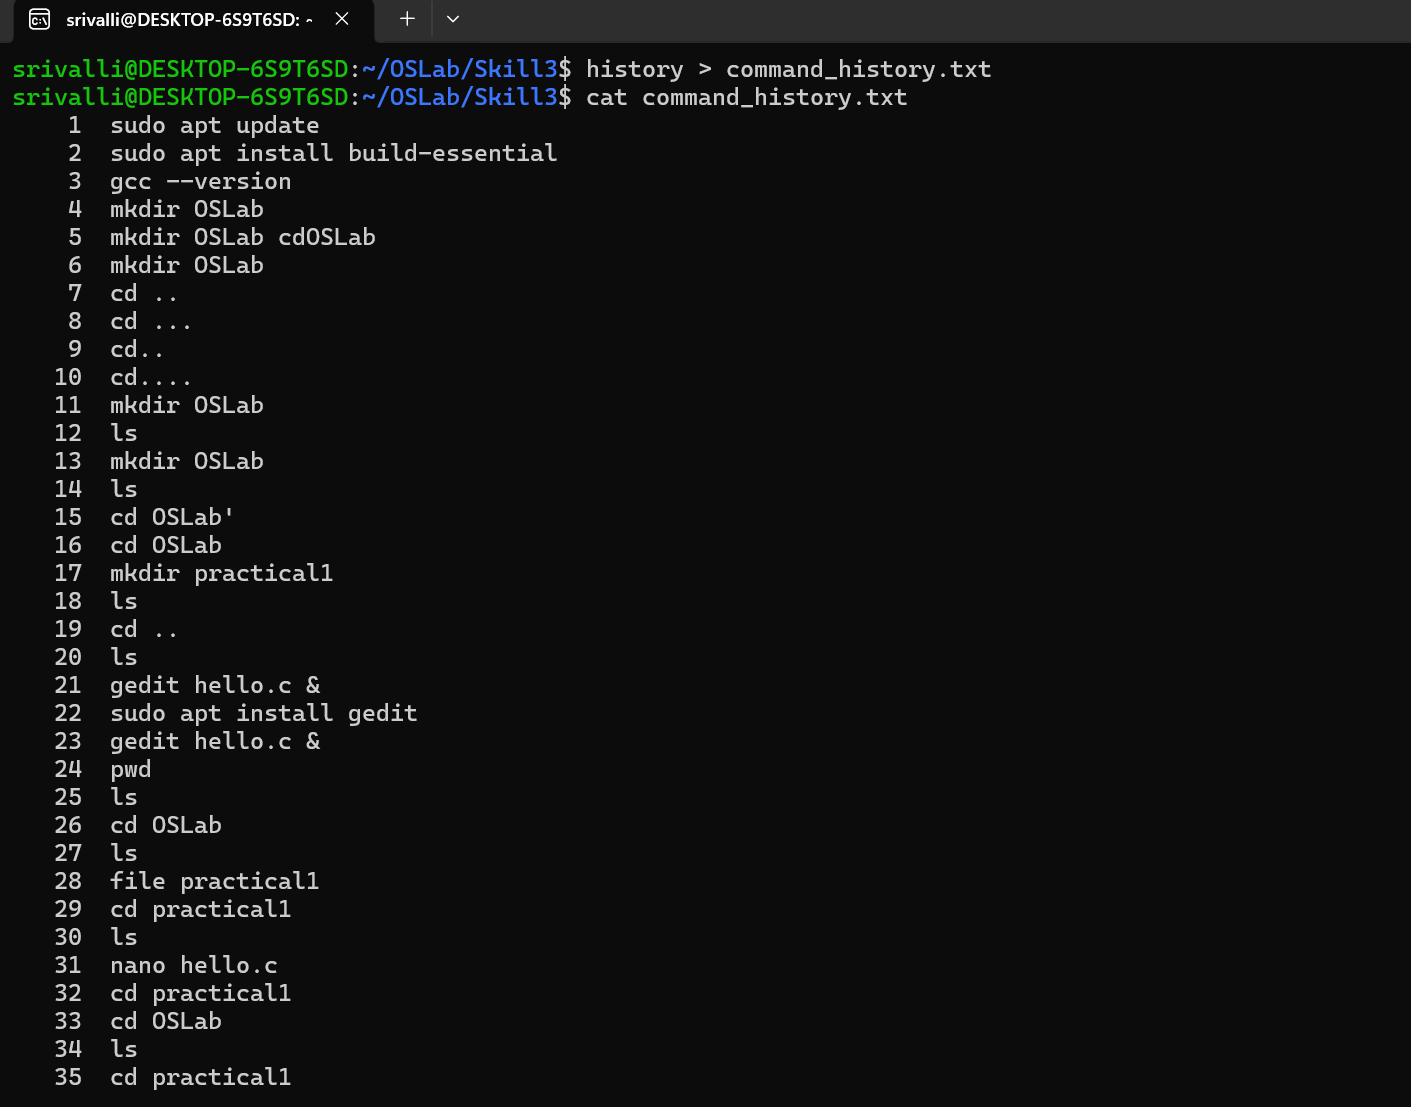 srivalli@DESKTOP-6S9T6SD: ~
srivalli@DESKTOP-6S9T6SD:~/OSLab/Skill3$ history > command_history.txt
srivalli@DESKTOP-6S9T6SD:~/OSLab/Skill3$ cat command_history.txt
1  sudo apt update
2  sudo apt install build-essential
3  gcc --version
4  mkdir OSLab
5  mkdir OSLab cdOSLab
6  mkdir OSLab
7  cd ..
8  cd ...
9  cd..
10  cd....
11  mkdir OSLab
12  ls
13  mkdir OSLab
14  ls
15  cd OSLab'
16  cd OSLab
17  mkdir practical1
18  ls
19  cd ..
20  ls
21  gedit hello.c &
22  sudo apt install gedit
23  gedit hello.c &
24  pwd
25  ls
26  cd OSLab
27  ls
28  file practical1
29  cd practical1
30  ls
31  nano hello.c
32  cd practical1
33  cd OSLab
34  ls
35  cd practical1